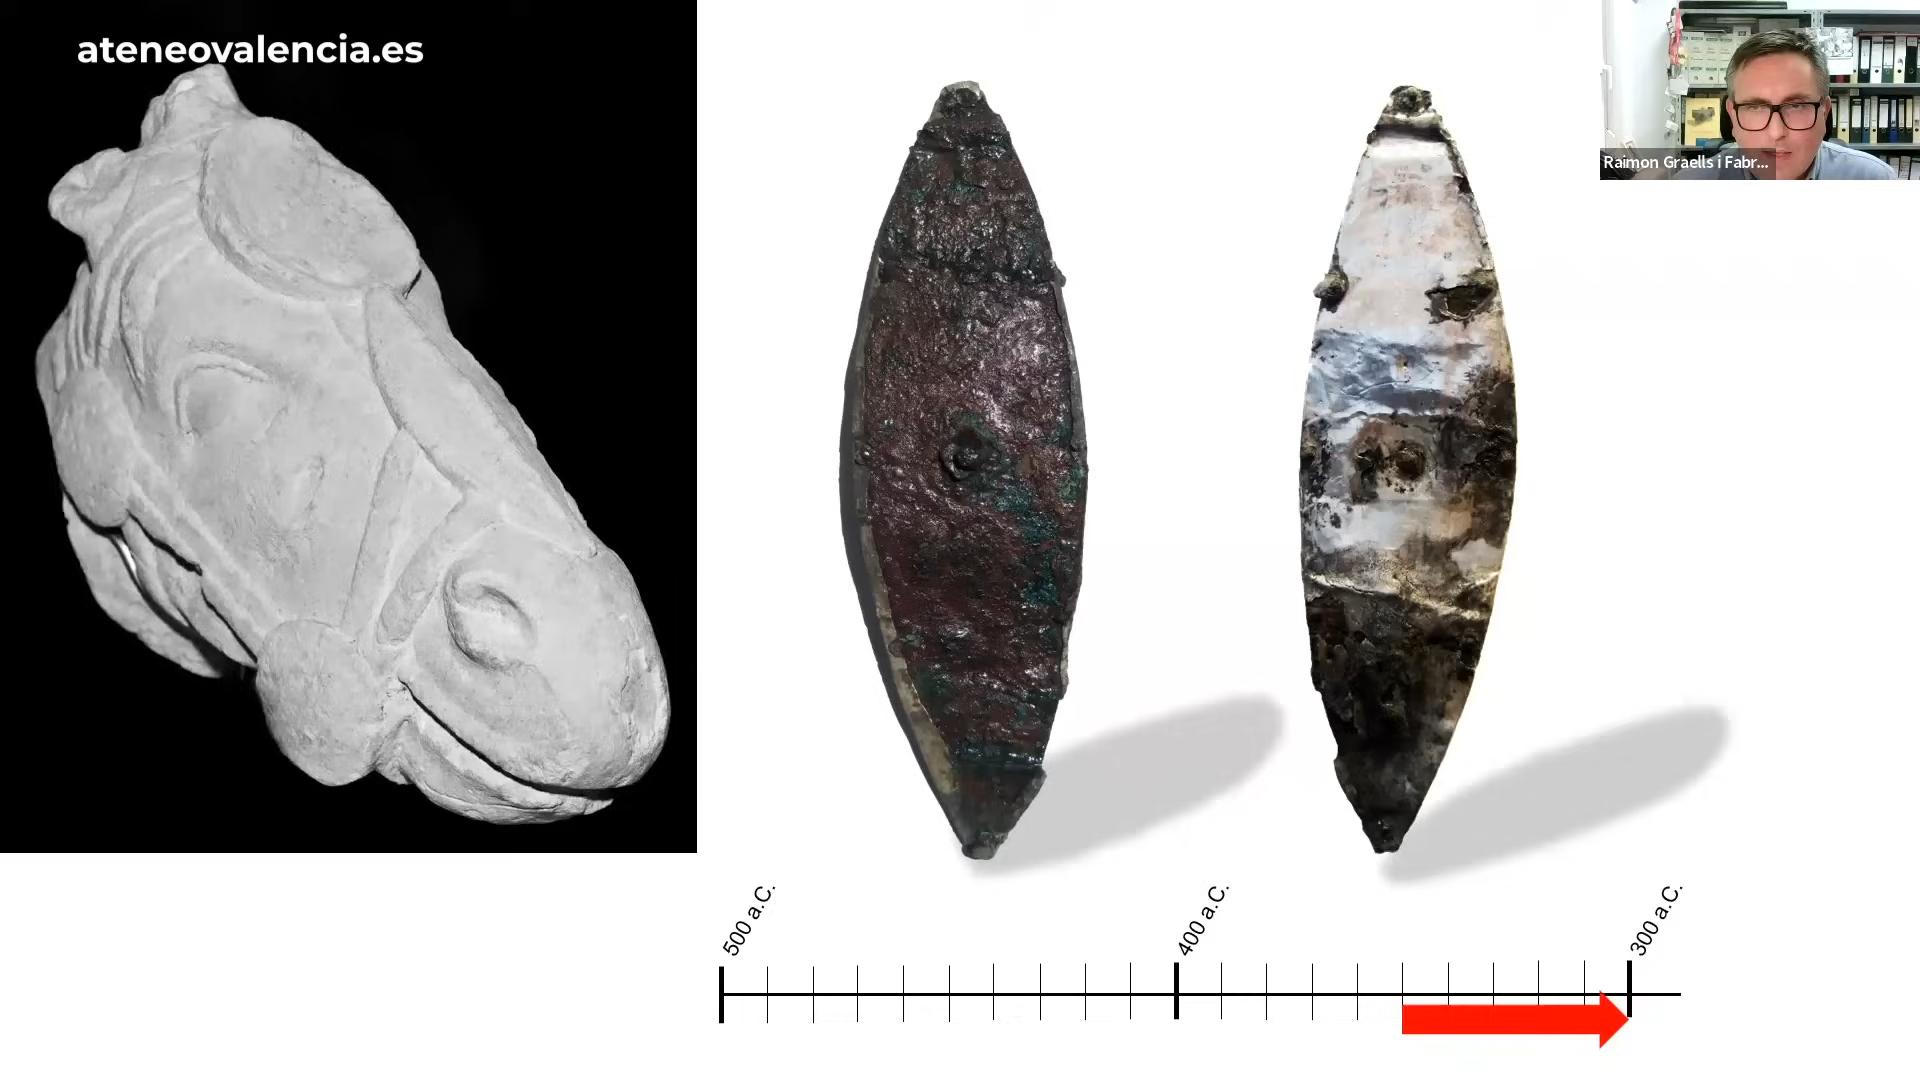 ateneovalencia.es
Raimon Graells i Fabr...
500 a.C.
400 a.C.
300 a.C.